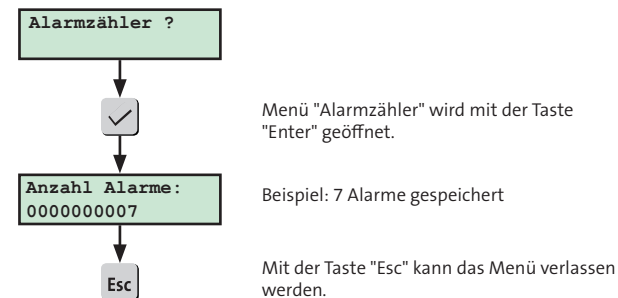 Alarmzähler ?
Menü "Alarmzähler" wird mit der Taste
"Enter" geöffnet.
Anzahl Alarme:
0000000007
Beispiel: 7 Alarme gespeichert
Esc
Mit der Taste "Esc" kann das Menü verlassen
werden.